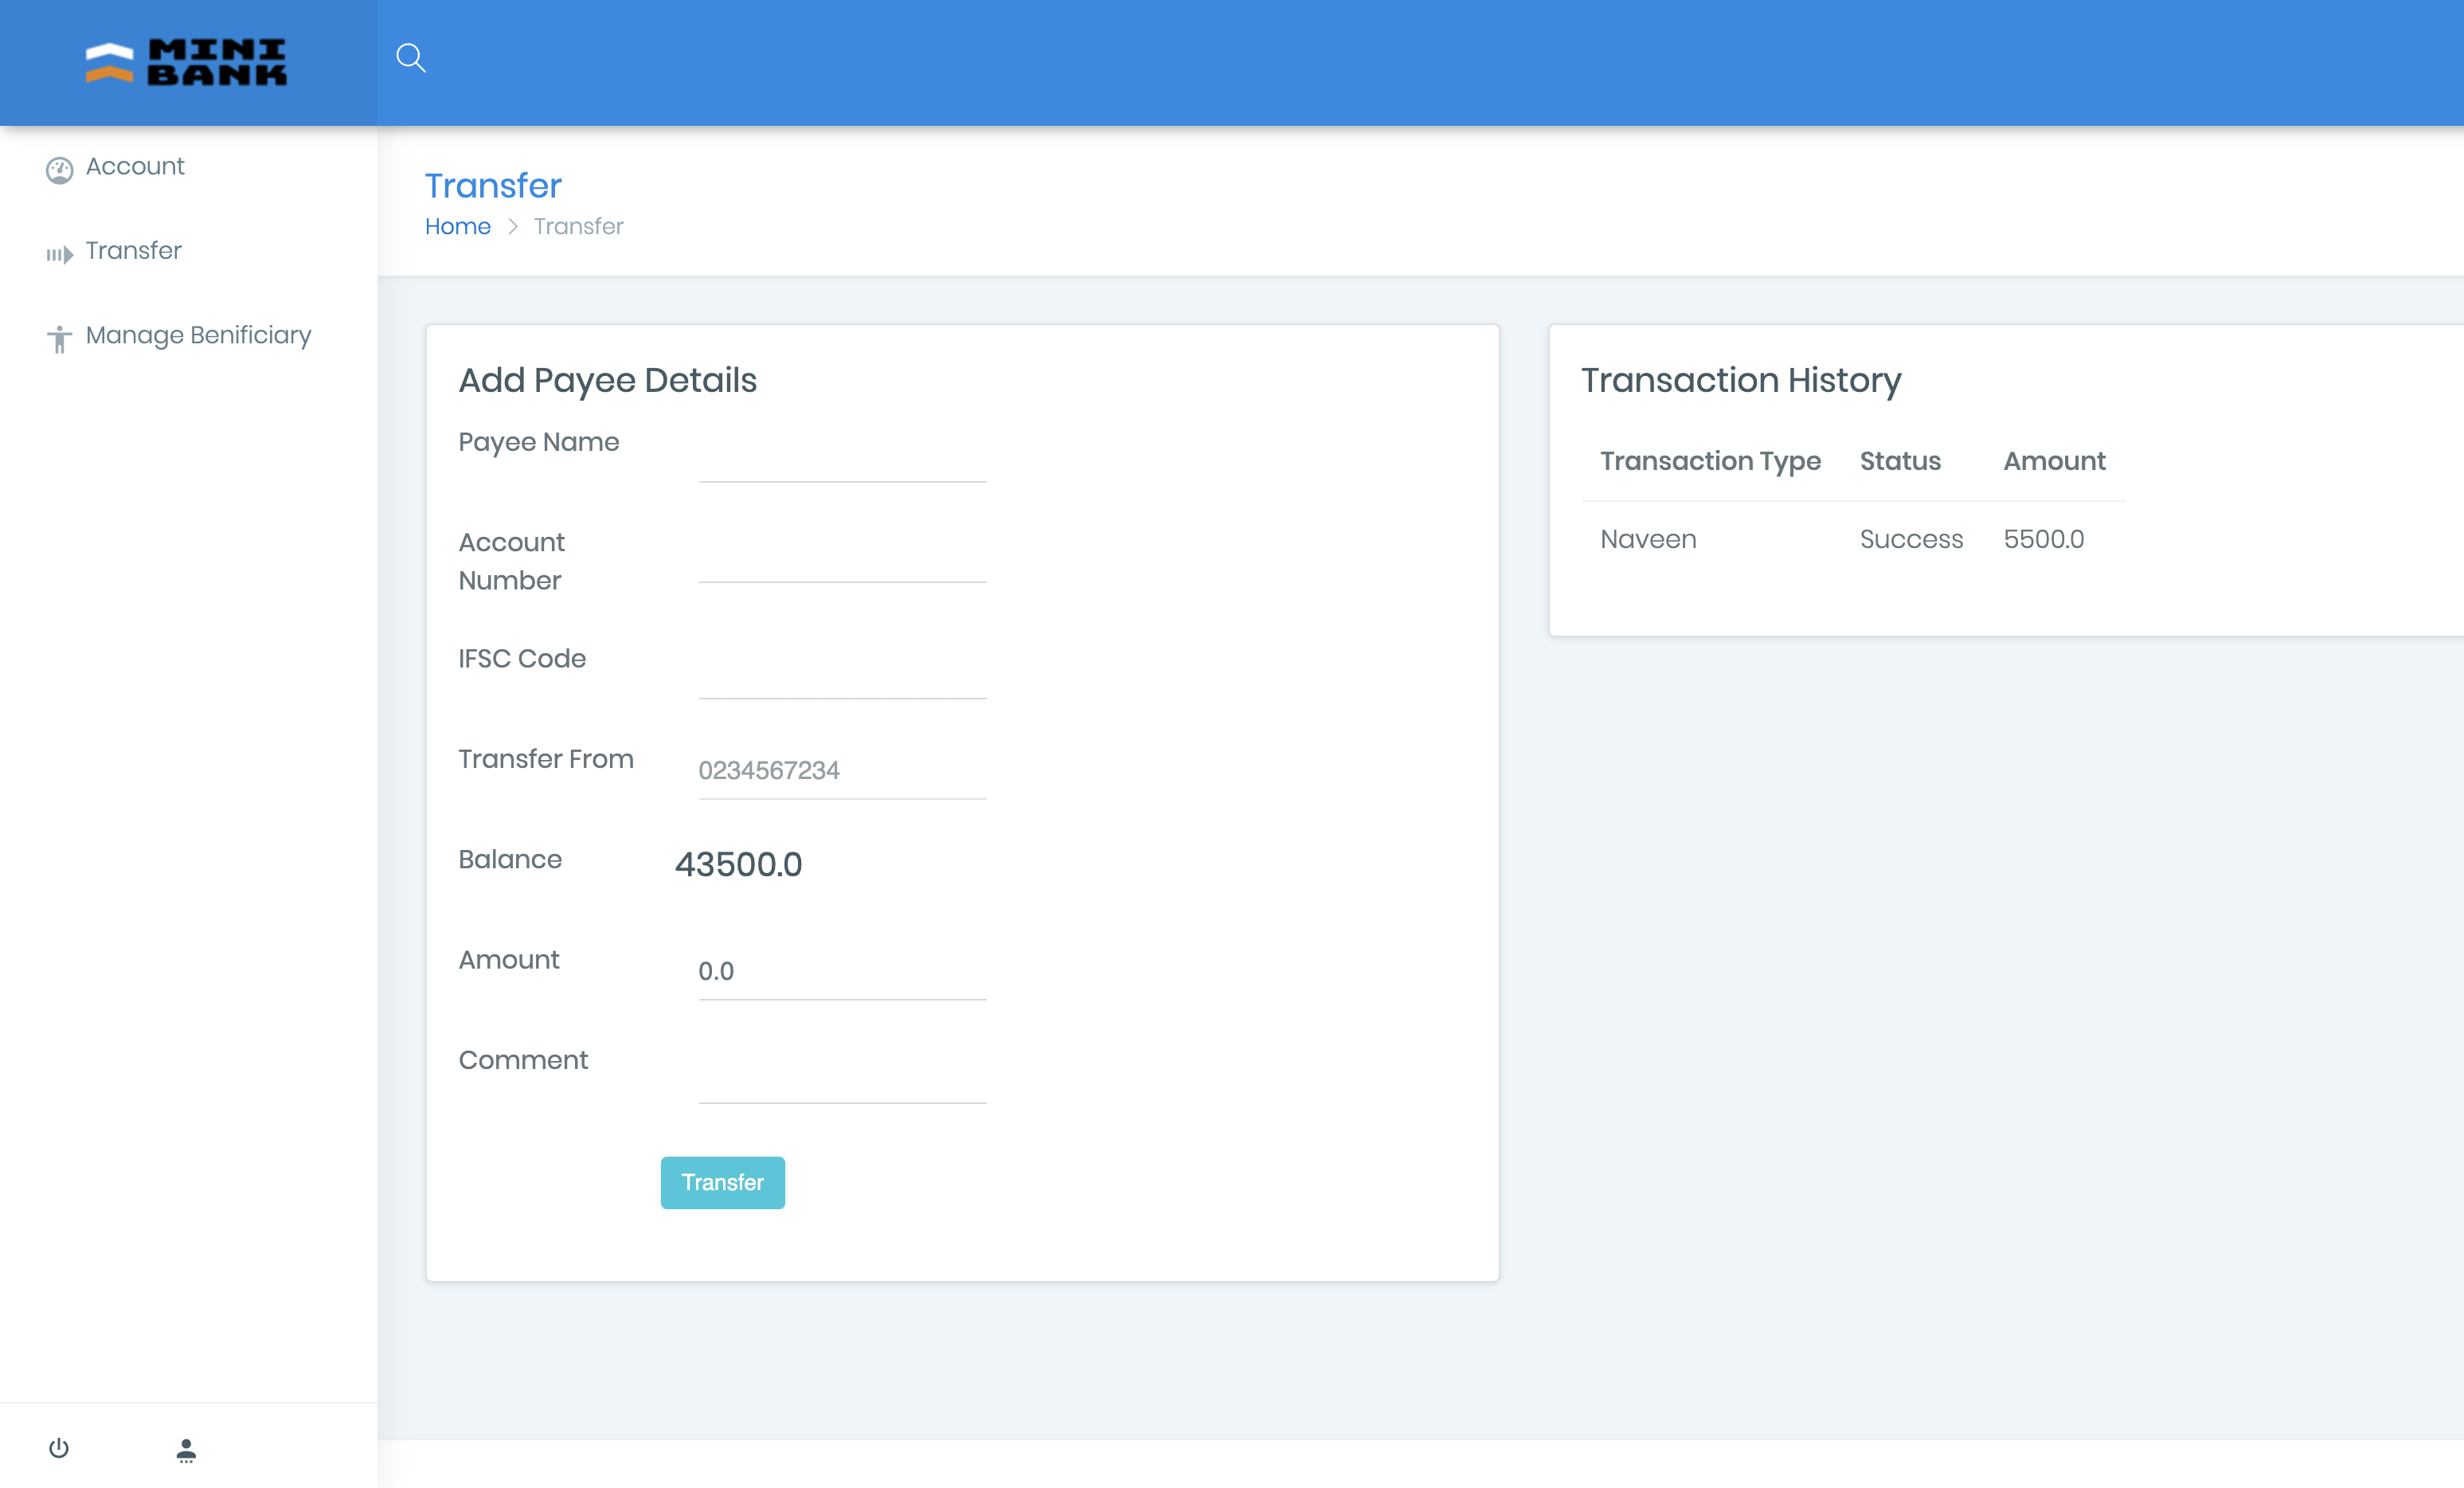 MINI
BANK
Account
Transfer
Manage Benificiary
Transfer
Home > Transfer
Add Payee Details
Payee Name
Account
Number
IFSC Code
Transfer From 0234567234
Balance 43500.0
Amount 0.0
Comment
Transfer
Transaction History
Transaction Type Status Amount
Naveen Success 5500.0